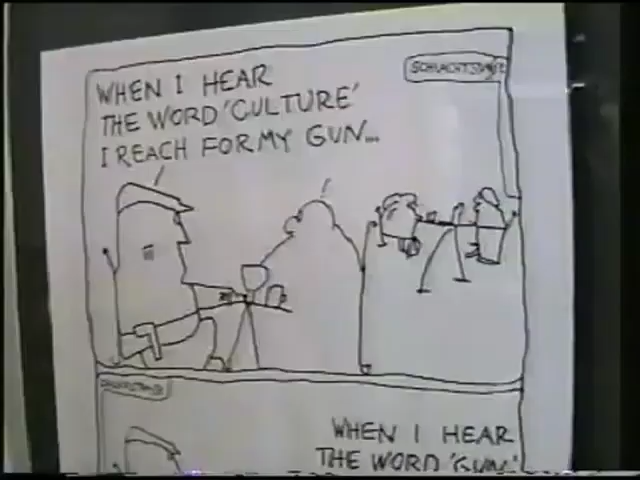 WHEN I HEAR
THE WORD 'CULTURE'
I REACH FOR MY GUN...
WHEN I HEAR
THE WORD 'GUN'